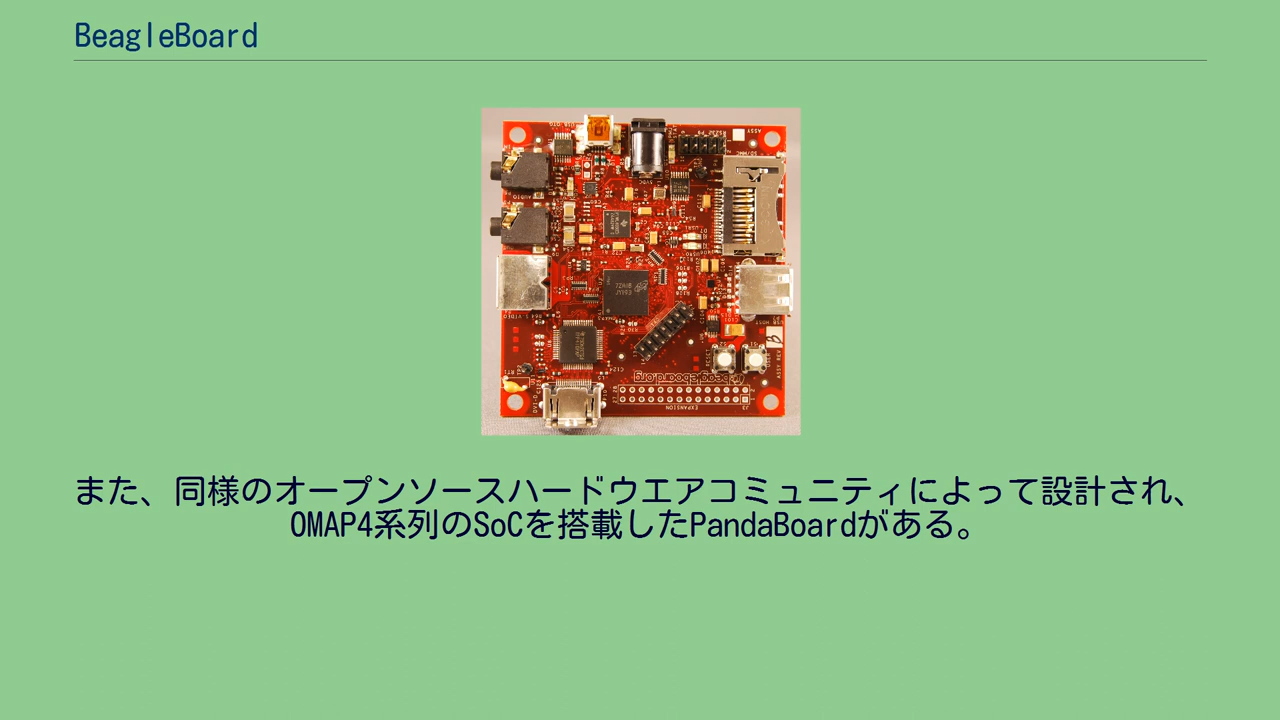 BeagleBoard
また、同様のオープンソースハードウエアコミュニティによって設計され、
OMAP4系列のSoCを搭載したPandaBoardがある。
beagleboard.org
EXPANSION